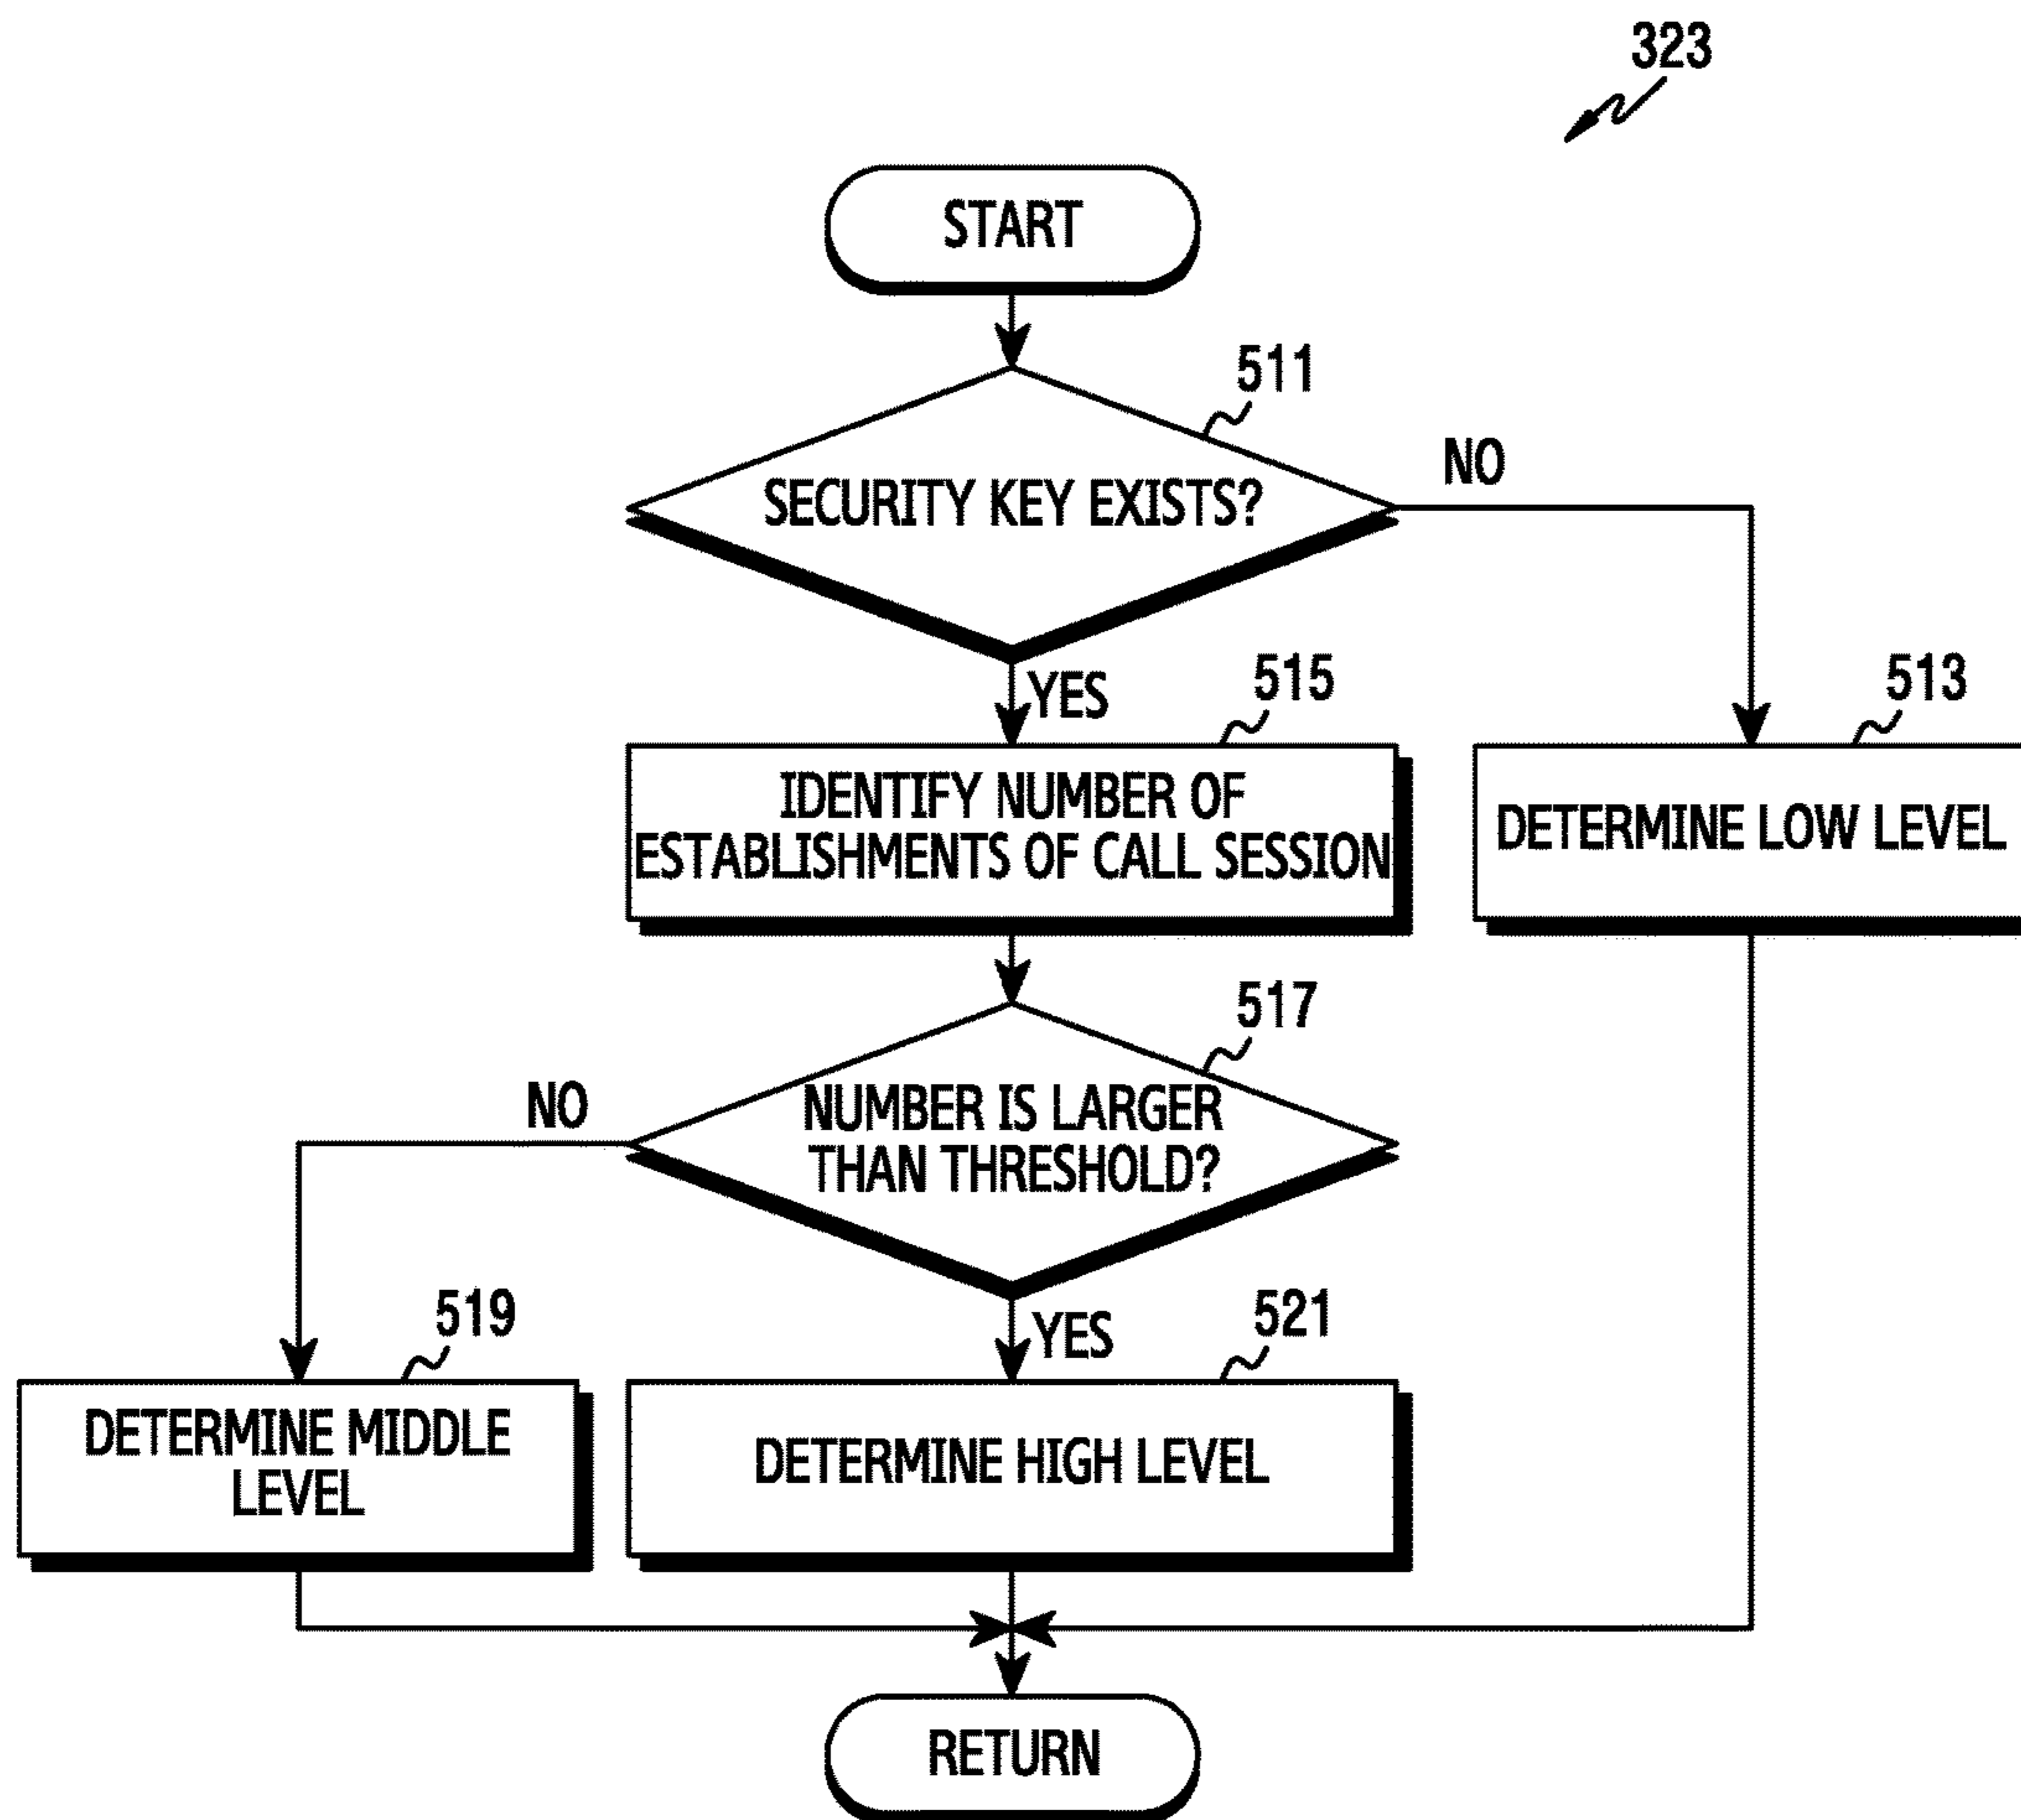 323
START
511
SECURITY KEY EXISTS?
NO
YES
515
513
IDENTIFY NUMBER OF
ESTABLISHMENTS OF CALL SESSION
DETERMINE LOW LEVEL
517
NUMBER IS LARGER
THAN THRESHOLD?
NO
YES
519
521
DETERMINE MIDDLE
LEVEL
DETERMINE HIGH LEVEL
RETURN